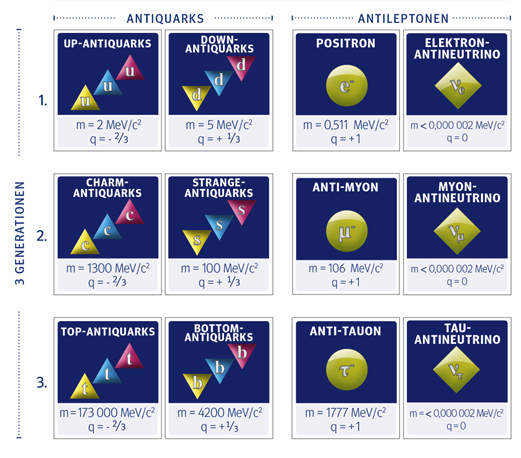 ANTIQUARKS
ANTILEPTONEN
3 GENERATIONEN
1.
UP-ANTIQUARKS
u u u
m = 2 MeV/c²
q = - ⅔
DOWN-
ANTIQUARKS
d d d
m = 5 MeV/c²
q = + ⅓
POSITRON
e⁻
m = 0,511 MeV/c²
q = +1
ELEKTRON-
ANTINEUTRINO
νₑ
m < 0,000 002 MeV/c²
q = 0
2.
CHARM-
ANTIQUARKS
c c c
m = 1300 MeV/c²
q = - ⅔
STRANGE-
ANTIQUARKS
s s s
m = 100 MeV/c²
q = + ⅓
ANTI-MYON
μ⁻
m = 106 MeV/c²
q = +1
MYON-
ANTINEUTRINO
ν_μ
m = <0,000 002 MeV/c²
q = 0
3.
TOP-ANTIQUARKS
t t t
m = 173 000 MeV/c²
q = - ⅔
BOTTOM-
ANTIQUARKS
b b b
m = 4200 MeV/c²
q = +⅓
ANTI-TAUON
τ⁻
m = 1777 MeV/c²
q = +1
TAU-
ANTINEUTRINO
ν_τ
m = < 0,000 002 MeV/c²
q = 0